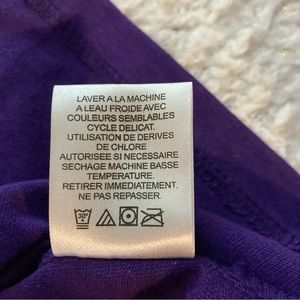 LAVER A LA MACHINE
A LEAU FROIDE AVEC
COULEURS SEMBLABLES
CYCLE DELICAT.
UTILISATION DE DERIVES
DE CHLORE
AUTORISEE SI NECESSAIRE
SECHAGE MACHINE BASSE
TEMPERATURE.
RETIRER IMMEDIATEMENT.
NE PAS REPASSER.
30°